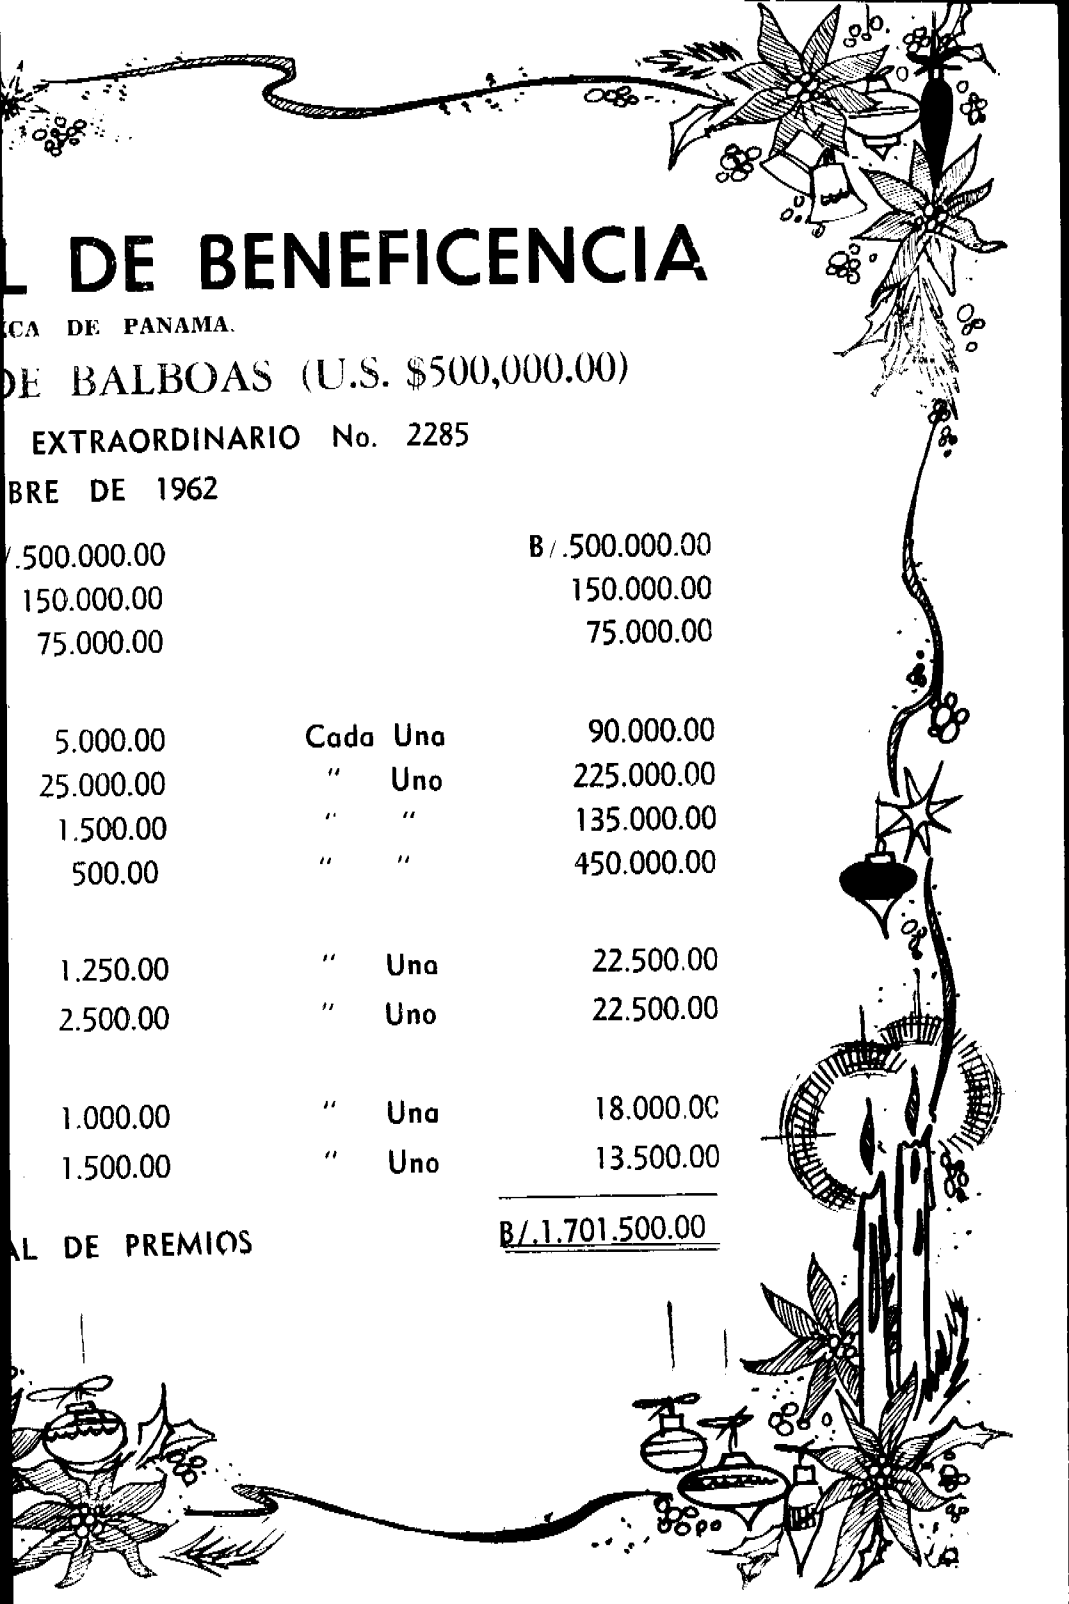 L DE BENEFICENCIA
CA DE PANAMA.
DE BALBOAS (U.S. $500,000.00)
EXTRAORDINARIO No. 2285
BRE DE 1962
/.500.000.00 B/.500.000.00
150.000.00 150.000.00
75.000.00 75.000.00
5.000.00 Cada Una 90.000.00
25.000.00 " Uno 225.000.00
1.500.00 " " 135.000.00
500.00 " " 450.000.00
1.250.00 " Una 22.500.00
2.500.00 " Uno 22.500.00
1.000.00 " Una 18.000.00
1.500.00 " Uno 13.500.00
AL DE PREMIOS B/.1.701.500.00